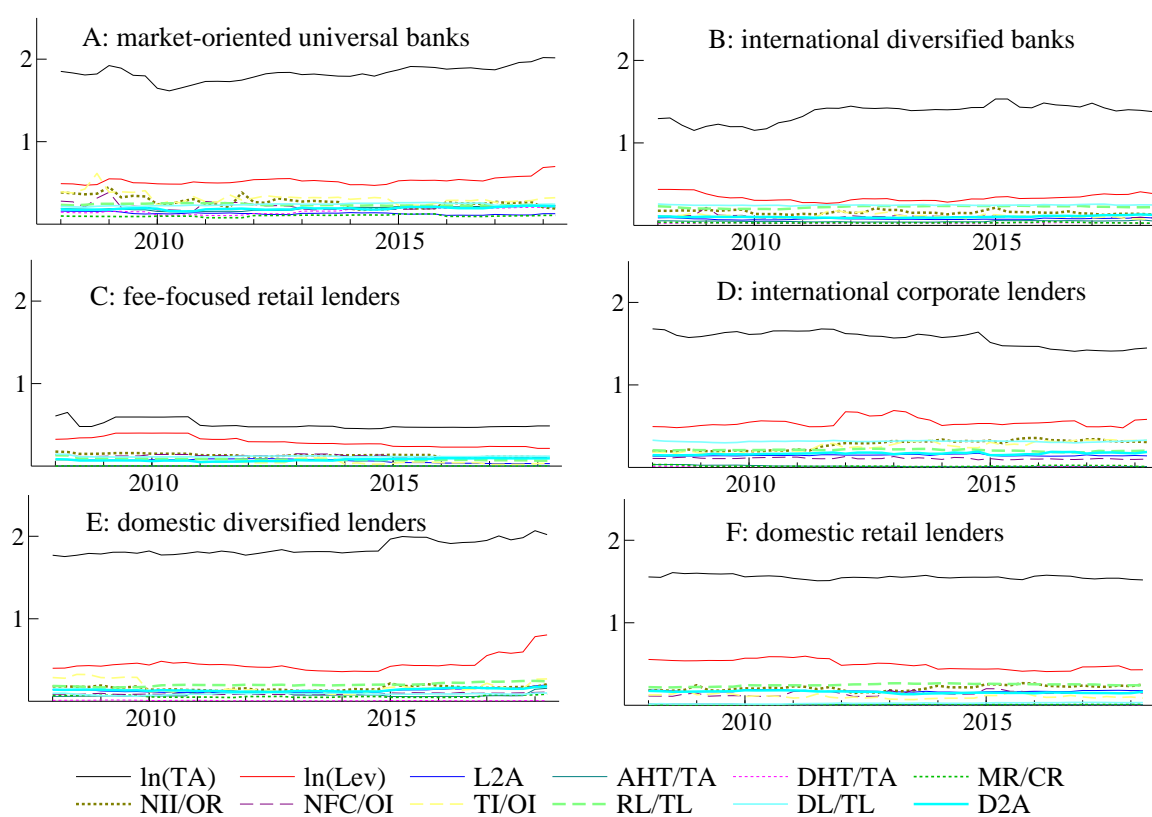 A: market-oriented universal banks
2
1
2010 2015
B: international diversified banks
2
1
2010 2015
C: fee-focused retail lenders
2
1
2010 2015
D: international corporate lenders
2
1
2010 2015
E: domestic diversified lenders
2
1
2010 2015
F: domestic retail lenders
2
1
2010 2015
ln(TA) ln(Lev) L2A AHT/TA DHT/TA MR/CR
NII/OR NFC/OI TI/OI RL/TL DL/TL D2A